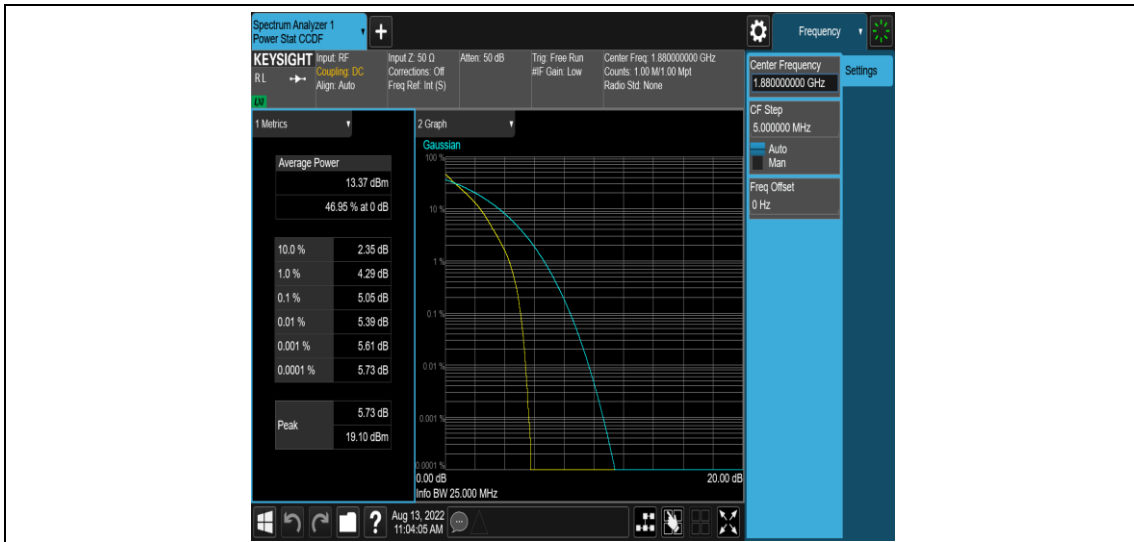 Spectrum Analyzer 1
Power Stat CCDF
Frequency
KEYSIGHT
Input: RF
Coupling: DC
Align: Auto
Input Z: 50 Ω
Corrections: Off
Freq Ref: Int (S)
Atten: 50 dB
Trig: Free Run
#IF Gain: Low
Center Freq: 1.880000000 GHz
Counts: 1.00 M/1.00 Mpt
Radio Std: None
RL
LXI
Center Frequency
1.880000000 GHz
Settings
CF Step
5.000000 MHz
Auto
Man
Freq Offset
0 Hz
1 Metrics
Average Power
13.37 dBm
46.95 % at 0 dB
10.0 % 2.35 dB
1.0 % 4.29 dB
0.1 % 5.05 dB
0.01 % 5.39 dB
0.001 % 5.61 dB
0.0001 % 5.73 dB
Peak
5.73 dB
19.10 dBm
2 Graph
Gaussian
100 %
10 %
1 %
0.1 %
0.01 %
0.001 %
0.0001 %
0.00 dB
20.00 dB
Info BW 25.000 MHz
?
Aug 13, 2022
11:04:05 AM